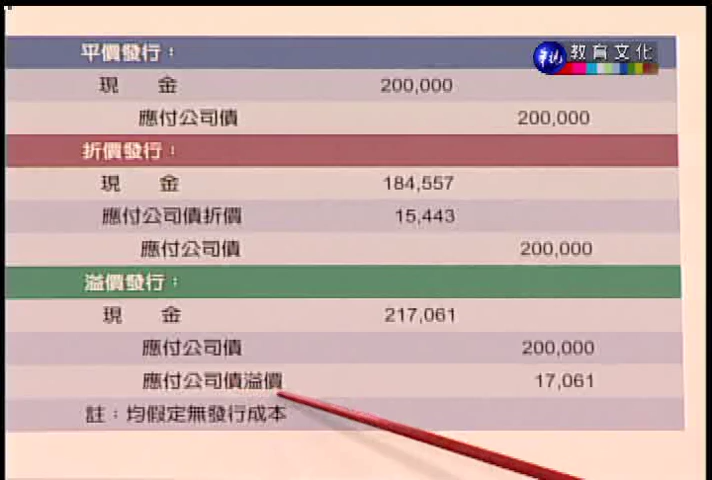 華視 教育文化
平價發行：
現 金 200,000
應付公司債 200,000
折價發行：
現 金 184,557
應付公司債折價 15,443
應付公司債 200,000
溢價發行：
現 金 217,061
應付公司債 200,000
應付公司債溢價 17,061
註：均假定無發行成本